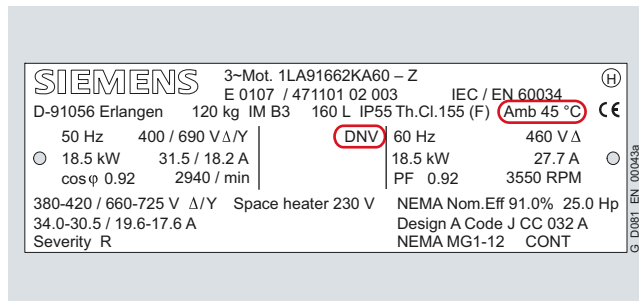 SIEMENS
3~Mot. 1LA91662KA60 – Z
E 0107 / 471101 02 003 IEC / EN 60034
H
D-91056 Erlangen 120 kg IM B3 160 L IP55 Th.Cl.155 (F) Amb 45 °C CE
50 Hz 400 / 690 V Δ/Y DNV 60 Hz 460 V Δ
18.5 kW 31.5 / 18.2 A 18.5 kW 27.7 A
cos φ 0.92 2940 / min PF 0.92 3550 RPM
380-420 / 660-725 V Δ/Y Space heater 230 V NEMA Nom.Eff 91.0% 25.0 Hp
34.0-30.5 / 19.6-17.6 A Design A Code J CC 032 A
Severity R NEMA MG1-12 CONT
G_D081_EN_00043a